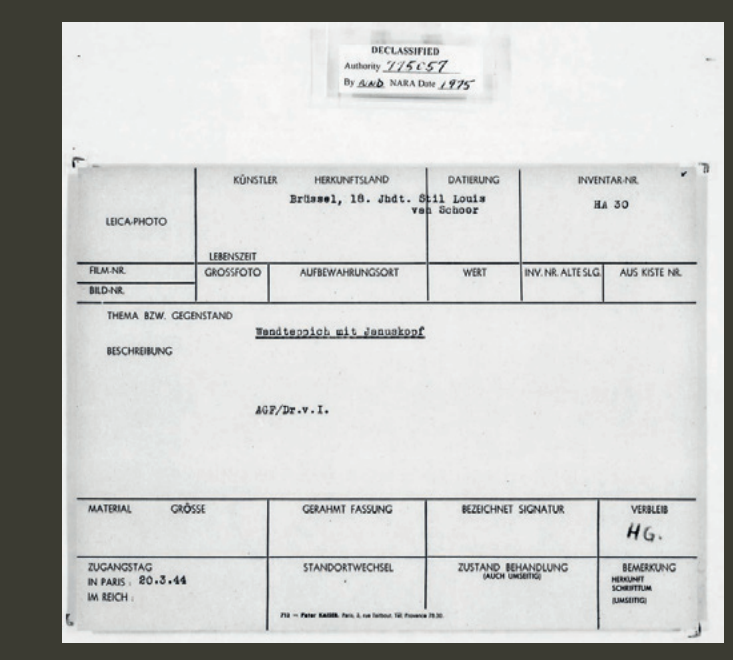 DECLASSIFIED
Authority 775057
By NND NARA Date 1975
KÜNSTLER HERKUNFTSLAND DATIERUNG INVENTAR-NR.
Brüssel, 18. Jhdt. Stil Louis
van Schoor
HA 30
LEICA-PHOTO
LEBENSZEIT
FILM-NR. GROSSFOTO AUFBEWAHRUNGSORT WERT INV. NR. ALTE SLG. AUS KISTE NR.
BILD-NR.
THEMA BZW. GEGENSTAND
Wandteppich mit Januskopf
BESCHREIBUNG
AGF/Dr.v.I.
MATERIAL GRÖSSE GERAHMT FASSUNG BEZEICHNET SIGNATUR VERBLEIB
HG.
ZUGANGSTAG STANDORTWECHSEL ZUSTAND BEHANDLUNG BEMERKUNG
(AUCH UMSEITIG)
IN PARIS: 20.3.44
HERKUNFT
SCHRIFTTUM
IM REICH:
(UMSEITIG)